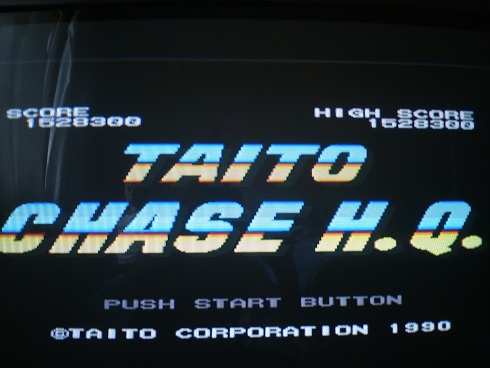 SCORE HIGH SCORE
1528300 1528300
TAITO
CHASE H.Q.
PUSH START BUTTON
©TAITO CORPORATION 1990